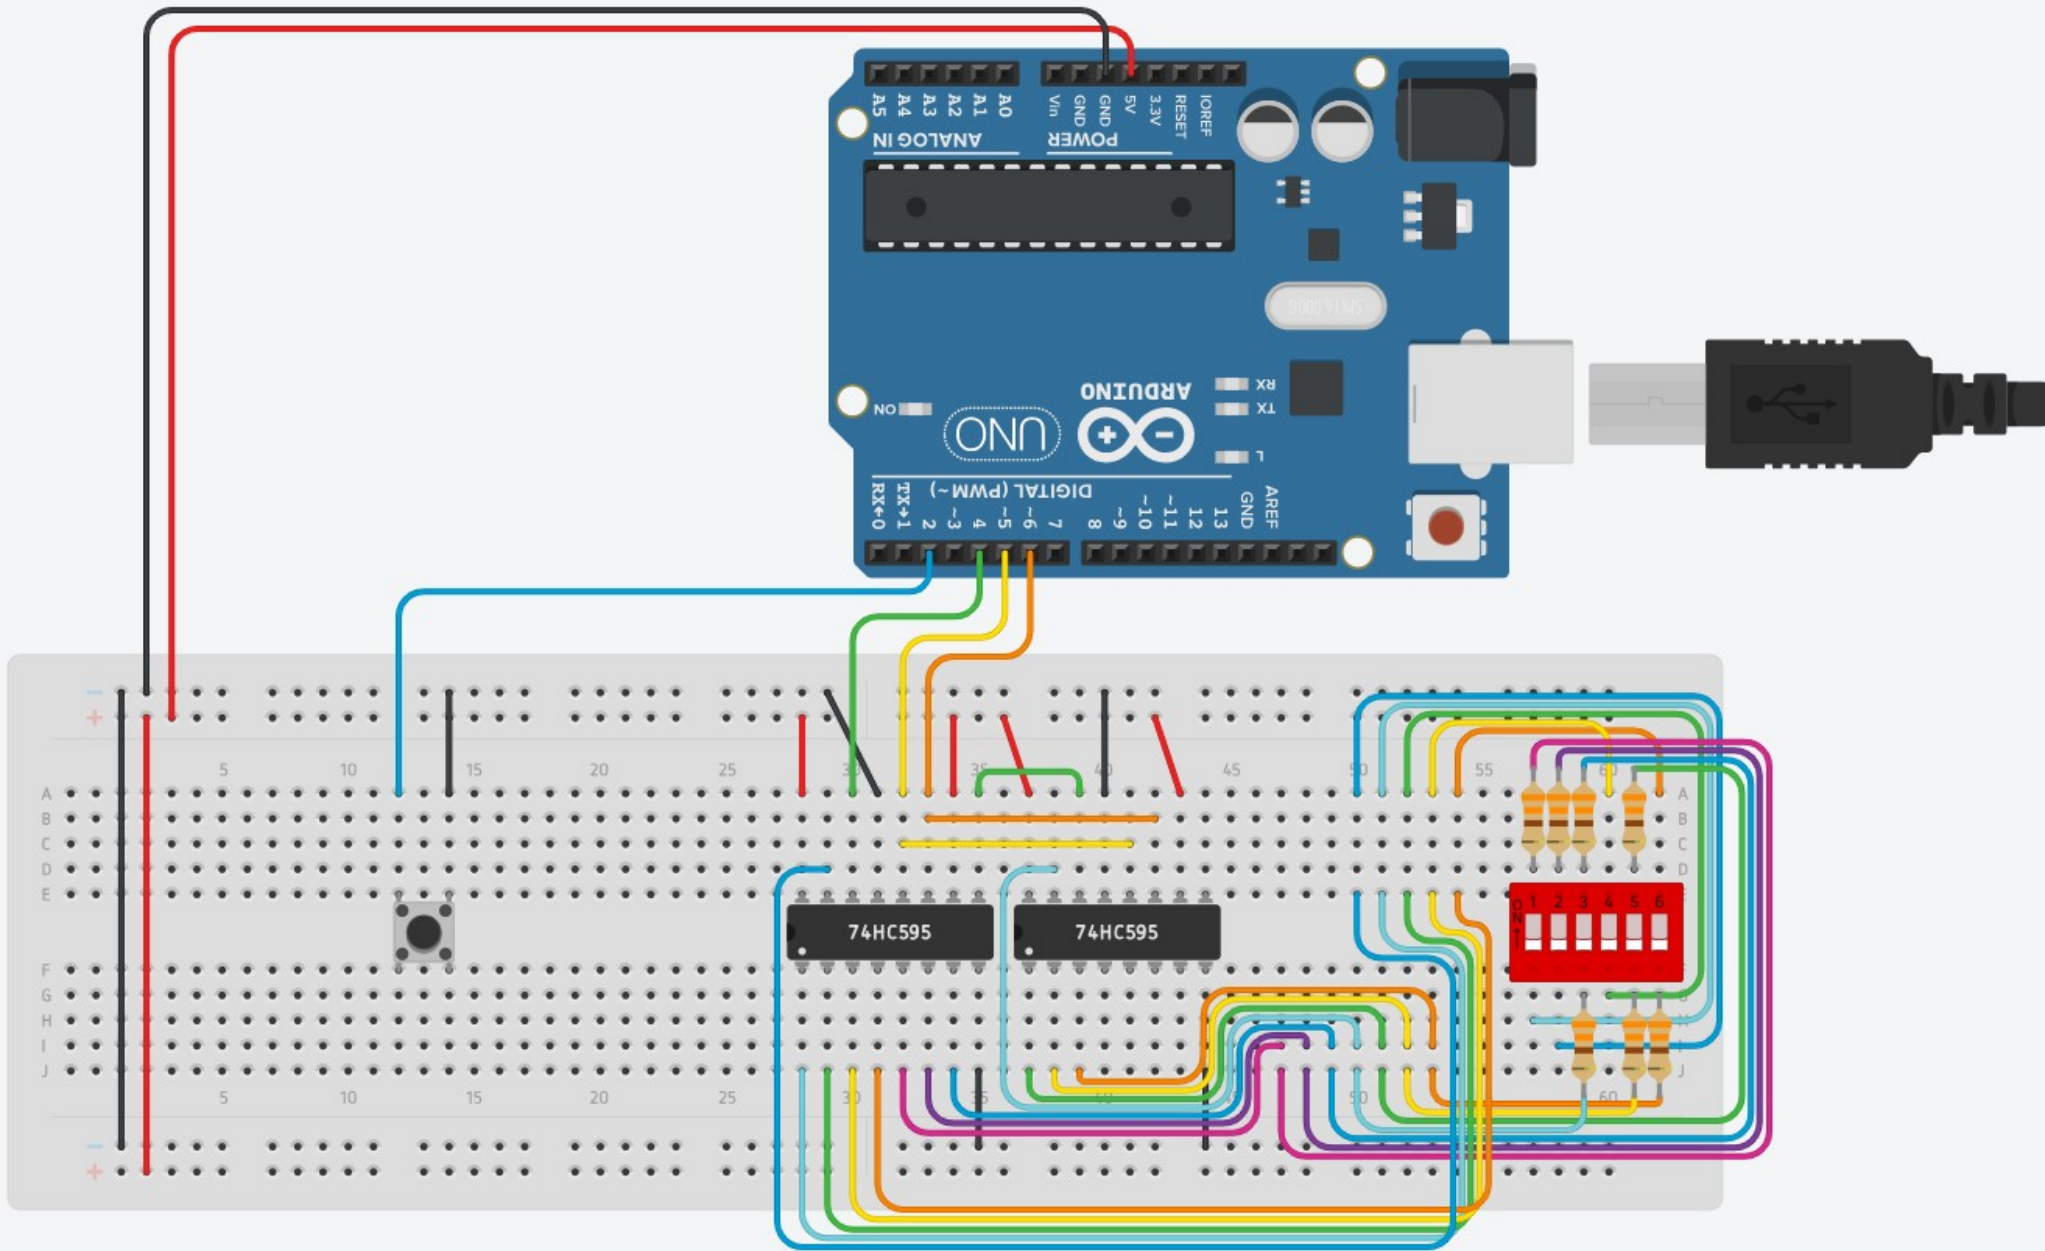 A5 A4 A3 A2 A1 A0
Vin GND GND 5V 3.3V RESET IOREF
ANALOG IN
POWER
ARDUINO
RX
TX
ON
UNO
L
DIGITAL (PWM ~)
RX←0 TX→1 2 ~3 4 ~5 ~6 7 8 ~9 ~10 ~11 12 13 GND AREF
− 
+
5 10 15 20 25 30 35 40 45 50 55 60
A A
B B
C C
D D
E
ON 1 2 3 4 5 6
74HC595 74HC595
F
G
H H
I
J J
5 10 15 20 25 30 35 40 50 60
−
+